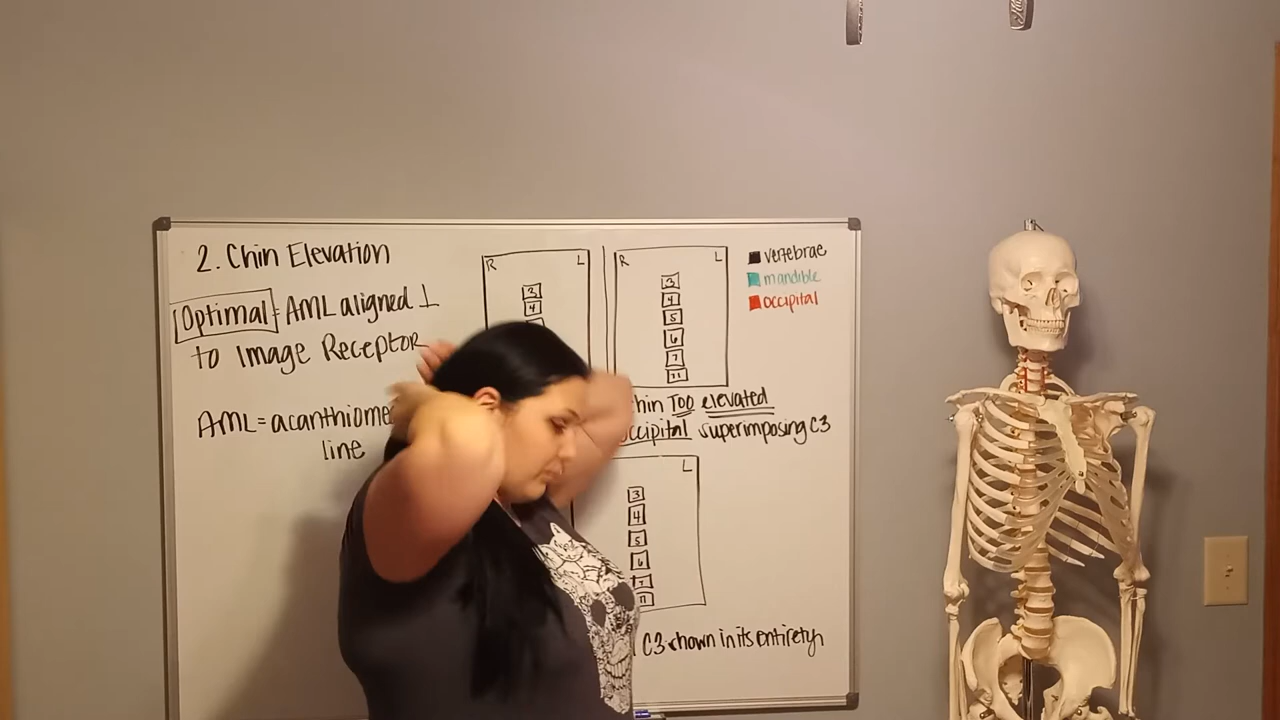 2. Chin Elevation
Optimal = AML aligned ⊥
to Image Receptor
AML = acanthiomea
line
R L
3
4
R L
3
4
5
6
7
T1
vertebrae
mandible
occipital
Too elevated
superimposing C3
L
3
4
5
6
7
T1
C3 shown in its entirety